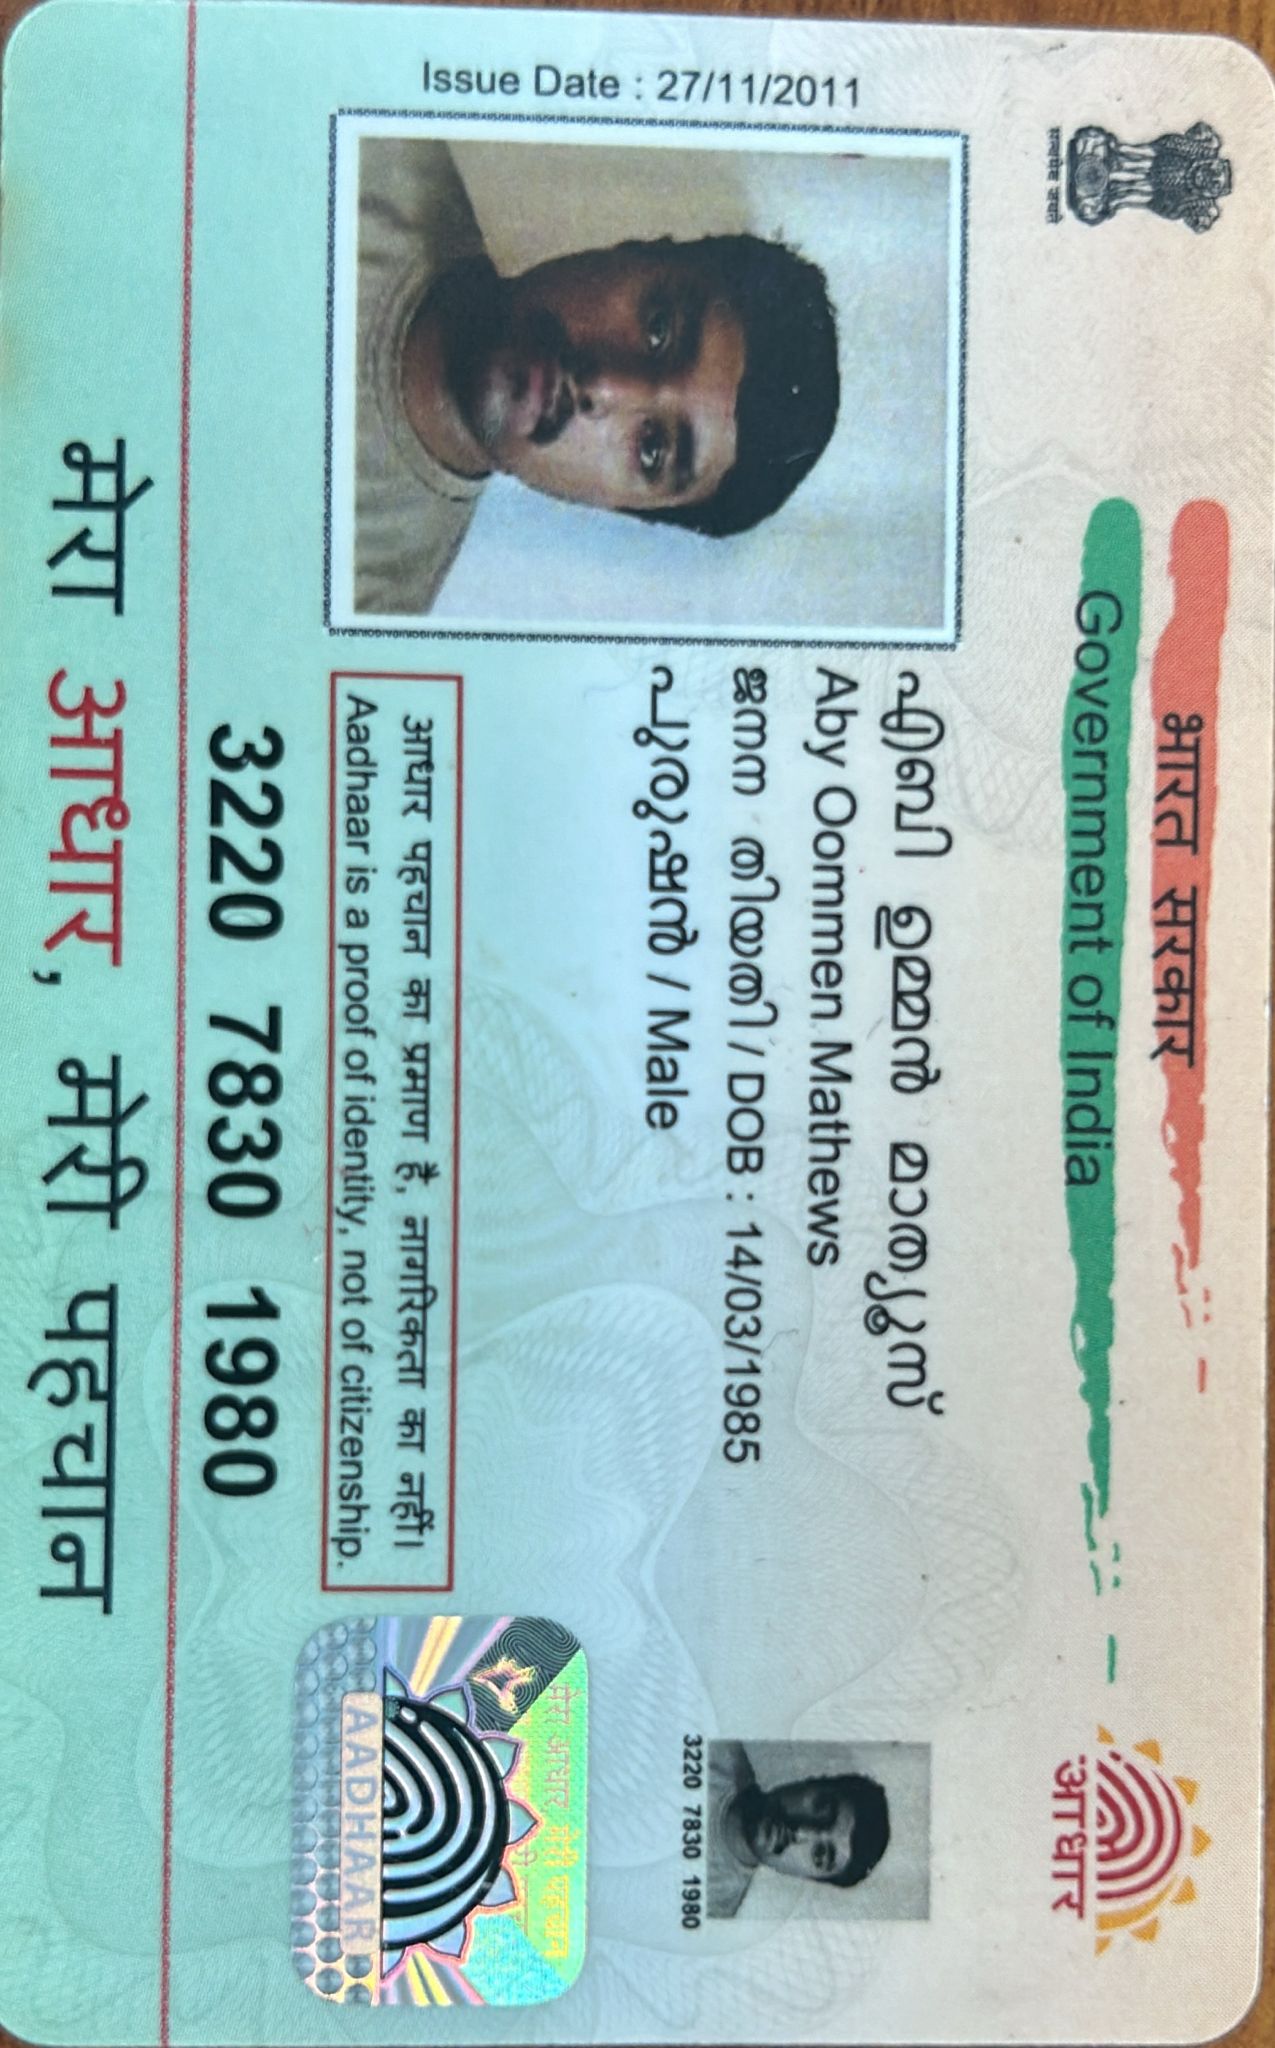 भारत सरकार
Government of India
सत्यमेव जयते
आधार
Issue Date : 27/11/2011
എബി ഉമ്മൻ മാത്യൂസ്
Aby Oommen Mathews
ജനന തിയതി / DOB : 14/03/1985
പുരുഷൻ / Male
3220 7830 1980
मेरा आधार, मेरी पहचान
AADHAAR
आधार पहचान का प्रमाण है, नागरिकता का नहीं।
Aadhaar is a proof of identity, not of citizenship.
3220 7830 1980
मेरा आधार, मेरी पहचान